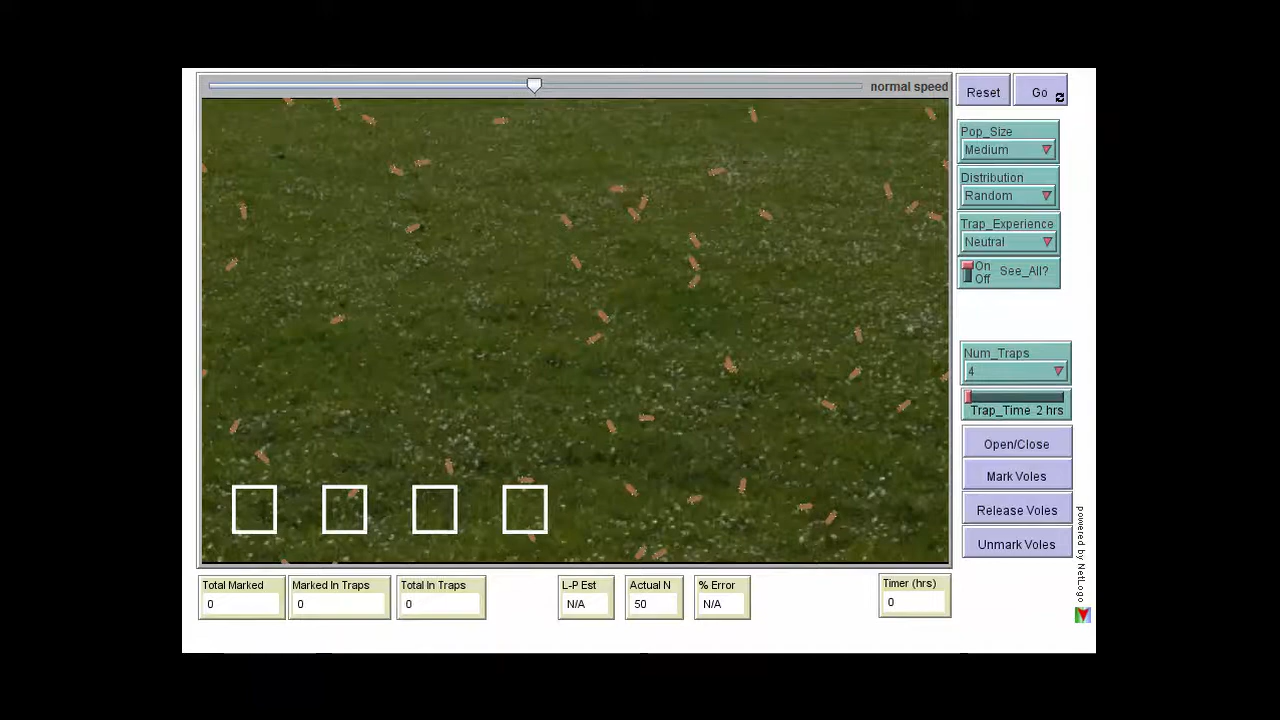 normal speed
Reset
Go
Pop_Size
Medium
Distribution
Random
Trap_Experience
Neutral
On
Off
See_All?
Num_Traps
4
Trap_Time 2 hrs
Open/Close
Mark Voles
Release Voles
Unmark Voles
powered by NetLogo
Total Marked
0
Marked In Traps
0
Total In Traps
0
L-P Est
N/A
Actual N
50
% Error
N/A
Timer (hrs)
0